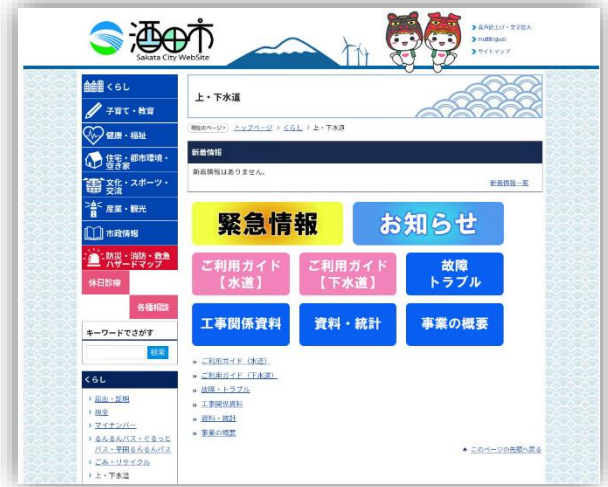 酒田市
Sakata City WebSite
音声読上げ・文字拡大
multilingual
サイトマップ
くらし
子育て・教育
健康・福祉
住宅・都市環境・
空き家
文化・スポーツ・
交流
産業・観光
市政情報
防災・消防・救急
ハザードマップ
休日診療
各種相談
キーワードでさがす
検索
くらし
届出・証明
税金
マイナンバー
るんるんバス・ぐるっと
バス・平田るんるんバス
ごみ・リサイクル
上・下水道
上・下水道
現在のページ トップページ › くらし › 上・下水道
新着情報
新着情報はありません。
新着情報一覧
緊急情報
お知らせ
ご利用ガイド
【水道】
ご利用ガイド
【下水道】
故障
トラブル
工事関係資料
資料・統計
事業の概要
ご利用ガイド（水道）
ご利用ガイド（下水道）
故障・トラブル
工事関係資料
資料・統計
事業の概要
このページの先頭へ戻る